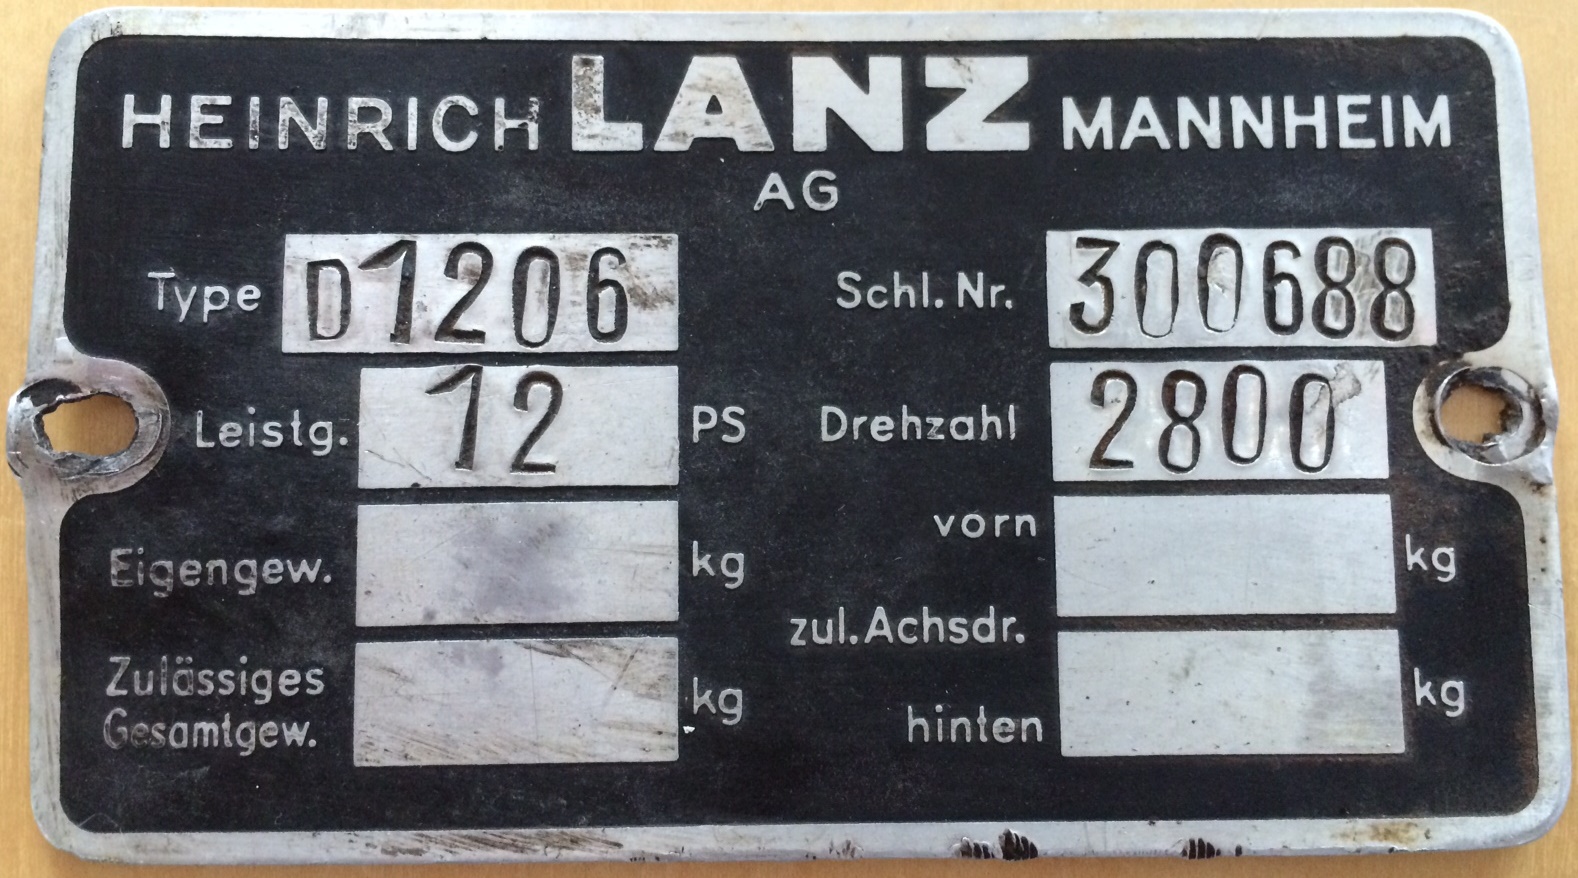 HEINRICH LANZ MANNHEIM
AG
Type D1206 Schl. Nr. 300688
Leistg. 12 PS Drehzahl 2800
vorn
Eigengew. kg kg
zul. Achsdr.
Zulässiges
kg kg
Gesamtgew. hinten